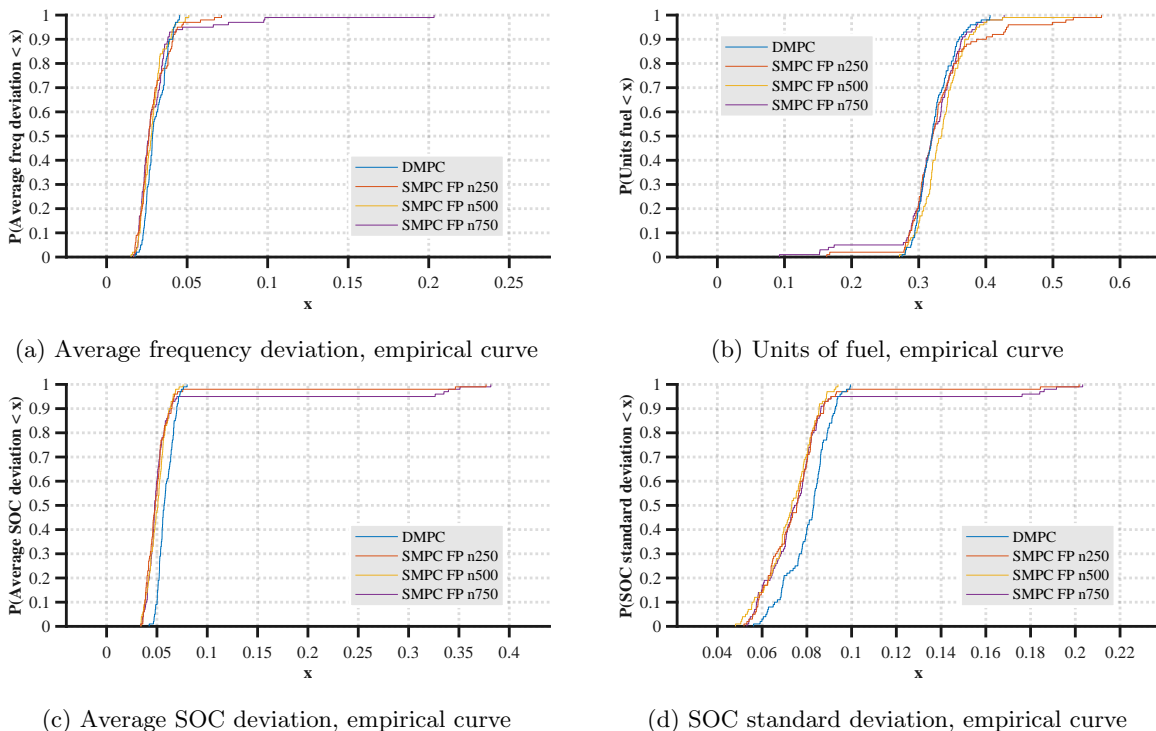 P(Average freq deviation < x)
1
0.9
0.8
0.7
0.6
0.5
0.4
0.3
0.2
0.1
0
DMPC
SMPC FP n250
SMPC FP n500
SMPC FP n750
0 0.05 0.1 0.15 0.2 0.25
x
(a) Average frequency deviation, empirical curve
P(Units fuel < x)
1
0.9
0.8
0.7
0.6
0.5
0.4
0.3
0.2
0.1
0
DMPC
SMPC FP n250
SMPC FP n500
SMPC FP n750
0 0.1 0.2 0.3 0.4 0.5 0.6
x
(b) Units of fuel, empirical curve
P(Average SOC deviation < x)
1
0.9
0.8
0.7
0.6
0.5
0.4
0.3
0.2
0.1
0
DMPC
SMPC FP n250
SMPC FP n500
SMPC FP n750
0 0.05 0.1 0.15 0.2 0.25 0.3 0.35 0.4
x
(c) Average SOC deviation, empirical curve
P(SOC standard deviation < x)
1
0.9
0.8
0.7
0.6
0.5
0.4
0.3
0.2
0.1
0
DMPC
SMPC FP n250
SMPC FP n500
SMPC FP n750
0.04 0.06 0.08 0.1 0.12 0.14 0.16 0.18 0.2 0.22
x
(d) SOC standard deviation, empirical curve